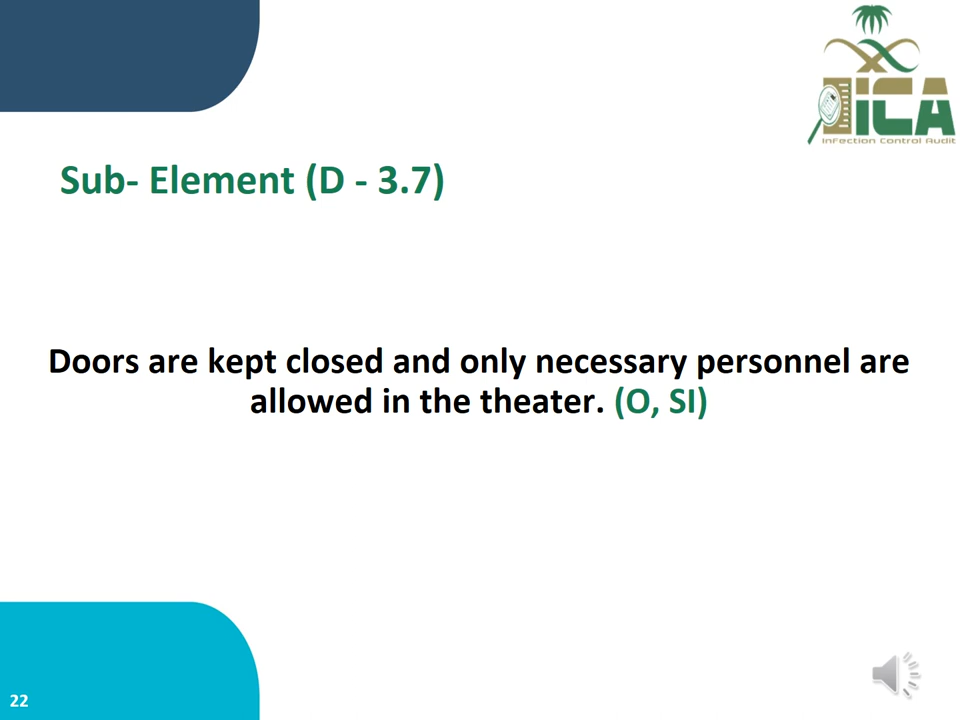 iCA
Infection Control Audit
Sub- Element (D - 3.7)
Doors are kept closed and only necessary personnel are
allowed in the theater. (O, SI)
22